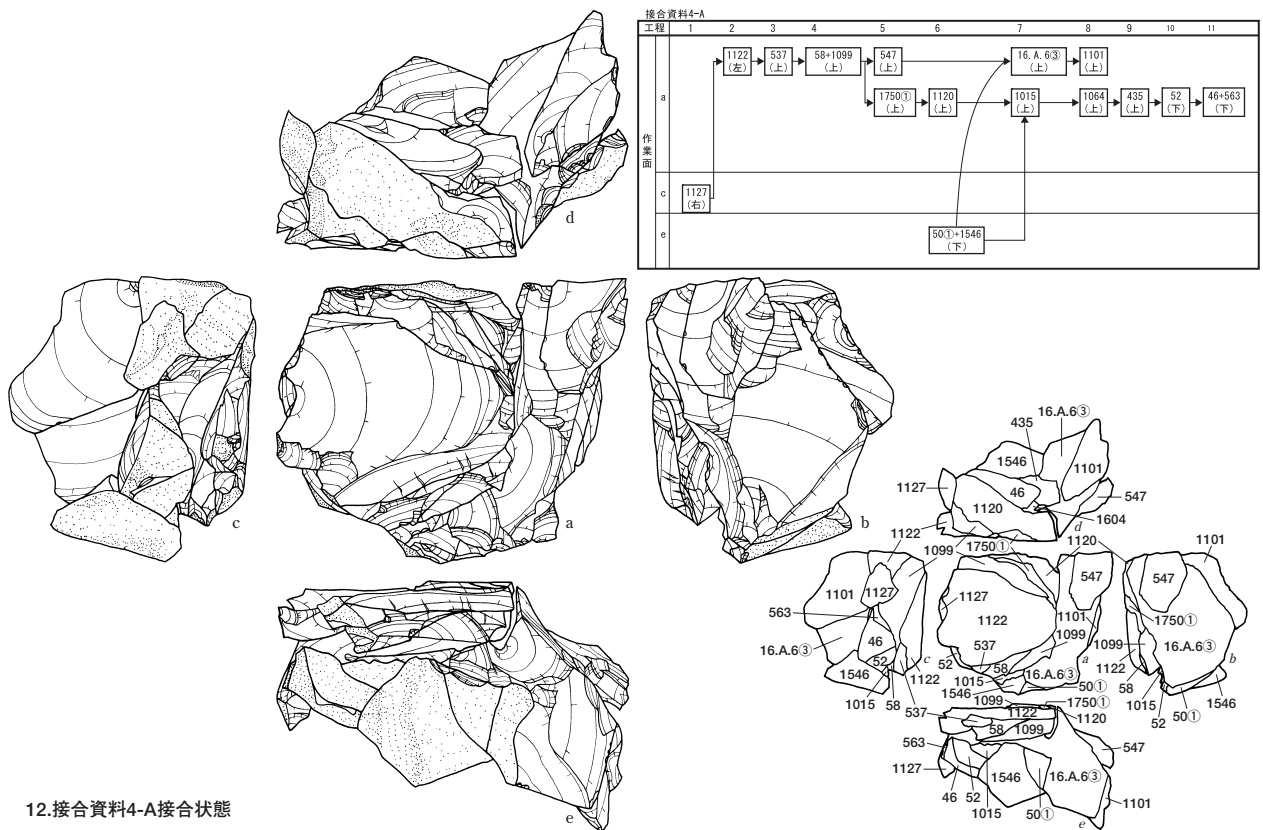 接合資料4-A
工程 1 2 3 4 5 6 7 8 9 10 11
1122 537 58+1099 547 16.A.6③ 1101
(左) (上) (上) (上) (上) (上)
1750① 1120 1015 1064 435 52 46+563
(上) (上) (上) (上) (上) (下) (下)
a
作業面
c
1127
(右)
e
50①+1546
(下)
d
c
a
b
e
16.A.6③
435
1546
1101
1127
46
547
1120
1604
1122
d
1099
1750①
1120
1101
1101
1127
547
547
1127
563
1122
1101
1750①
46
1099
1099
16.A.6③
537
16.A.6③
52
c
52
58
a
1122
b
1546
1122
1015
16.A.6③
58
1015
58
1546
50①
1015
1546
537
1099
1750①
52
50①
1122
1120
58
1099
563
547
1127
1546
16.A.6③
46
52
1015
50①
1101
e
12.接合資料4-A接合状態